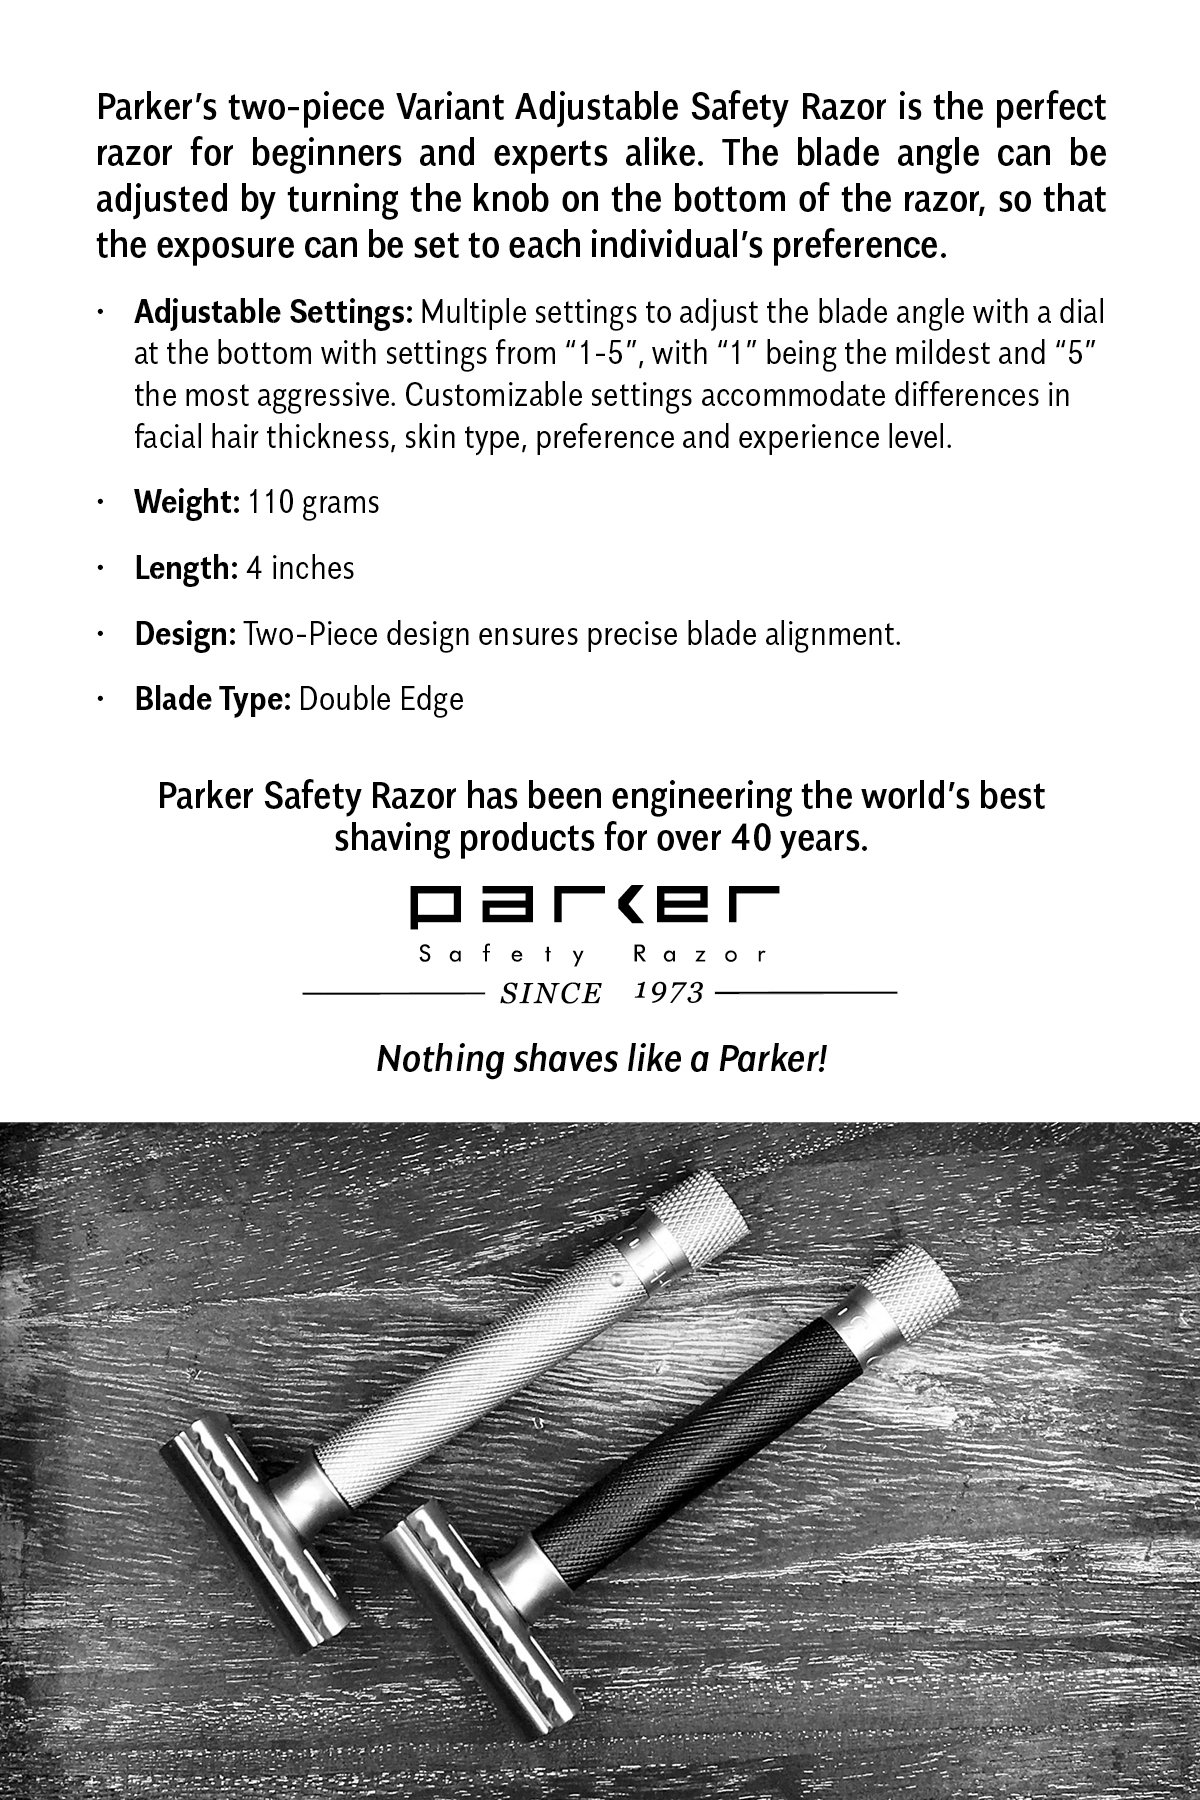 Parker’s two-piece Variant Adjustable Safety Razor is the perfect
razor for beginners and experts alike. The blade angle can be
adjusted by turning the knob on the bottom of the razor, so that
the exposure can be set to each individual’s preference.
• Adjustable Settings: Multiple settings to adjust the blade angle with a dial
at the bottom with settings from “1-5”, with “1” being the mildest and “5”
the most aggressive. Customizable settings accommodate differences in
facial hair thickness, skin type, preference and experience level.
• Weight: 110 grams
• Length: 4 inches
• Design: Two-Piece design ensures precise blade alignment.
• Blade Type: Double Edge
Parker Safety Razor has been engineering the world’s best
shaving products for over 40 years.
parker
Safety Razor
SINCE 1973
Nothing shaves like a Parker!